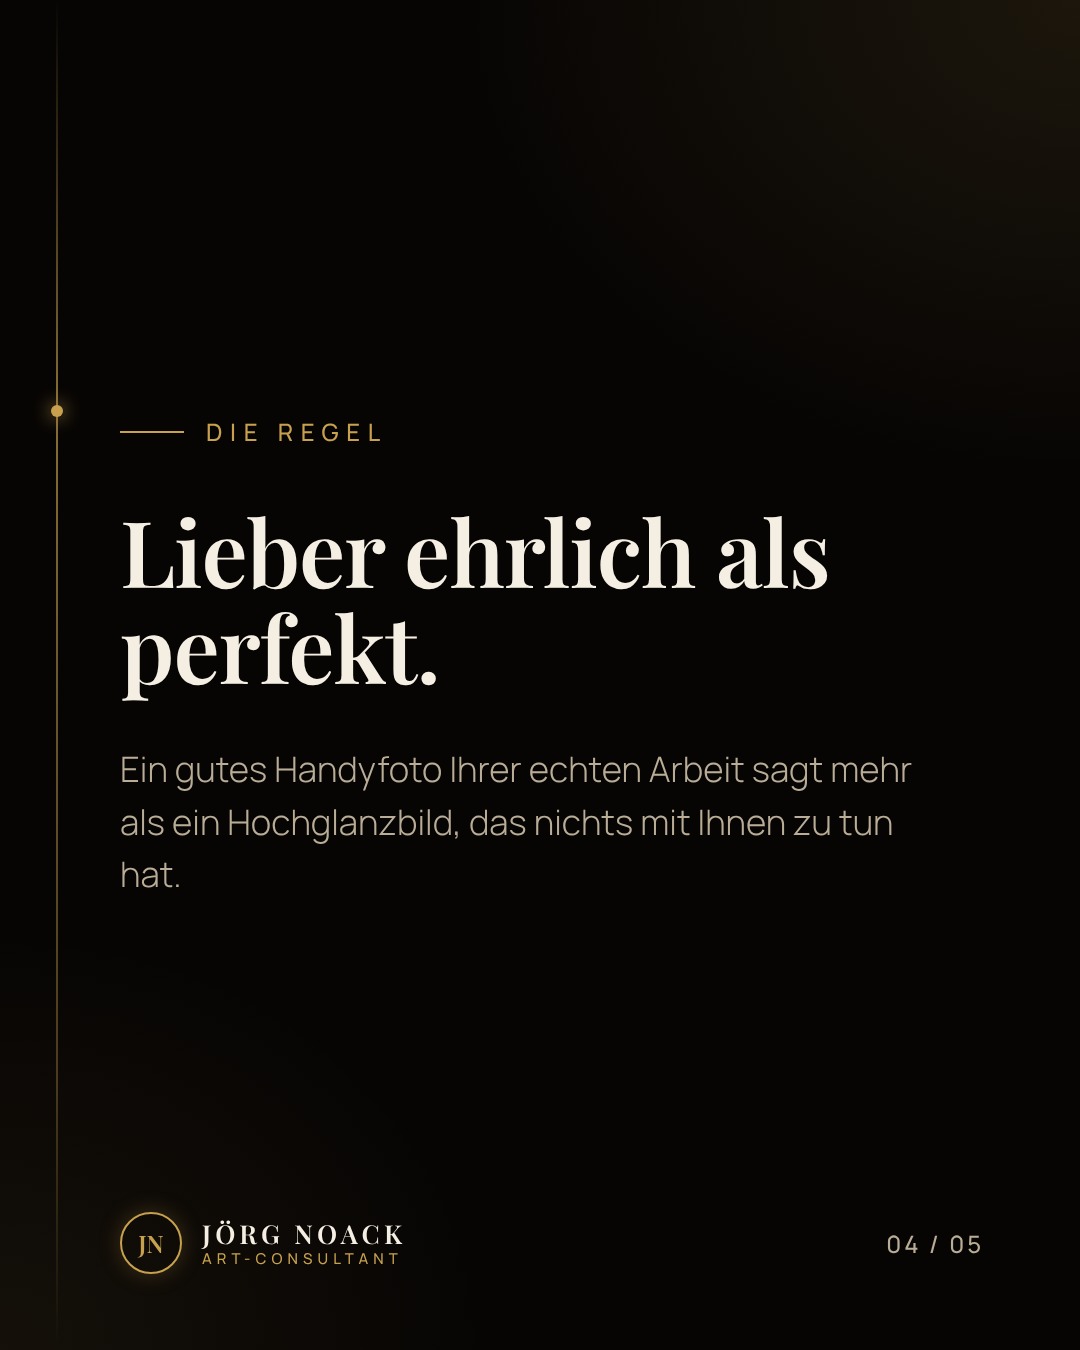 DIE REGEL
Lieber ehrlich als
perfekt.
Ein gutes Handyfoto Ihrer echten Arbeit sagt mehr
als ein Hochglanzbild, das nichts mit Ihnen zu tun
hat.
JN
JÖRG NOACK
ART-CONSULTANT
04 / 05